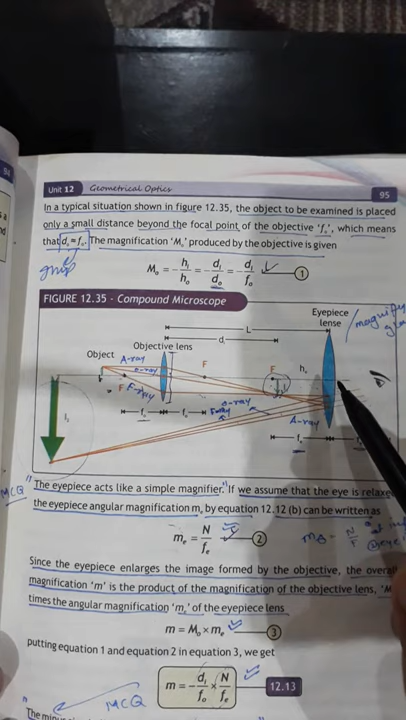 Unit 12 Geometrical Optics 95
In a typical situation shown in figure 12.35, the object to be examined is placed
only a small distance beyond the focal point of the objective 'fₒ', which means
that dₒ≈fₒ. The magnification 'Mₒ' produced by the objective is given
Mₒ = - hᵢ/hₒ = - dᵢ/dₒ = - dᵢ/fₒ ①
FIGURE 12.35 - Compound Microscope
Eyepiece
lense
L
dᵢ
Objective lens
Object
A-ray
F
F
F
hₒ
A-ray
fₒ
fₒ
fₑ
I₂
MCQ
"The eyepiece acts like a simple magnifier." If we assume that the eye is relaxe
the eyepiece angular magnification mₑ by equation 12.12 (b) can be written as
mₑ = N/fₑ ②
Since the eyepiece enlarges the image formed by the objective, the overal
magnification 'm' is the product of the magnification of the objective lens, 'M
times the angular magnification 'mₑ' of the eyepiece lens
m = Mₒ × mₑ ③
putting equation 1 and equation 2 in equation 3, we get
m = - dᵢ/fₒ × N/fₑ 12.13
MCQ